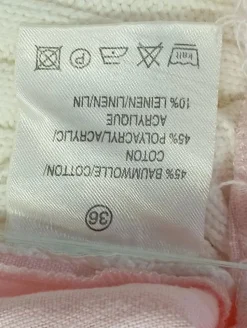 36
45% BAUMWOLLE/COTTON/
COTON
45% POLYACRYL/ACRYLIC/
ACRYLIQUE
10% LEINEN/LINEN/LIN
P